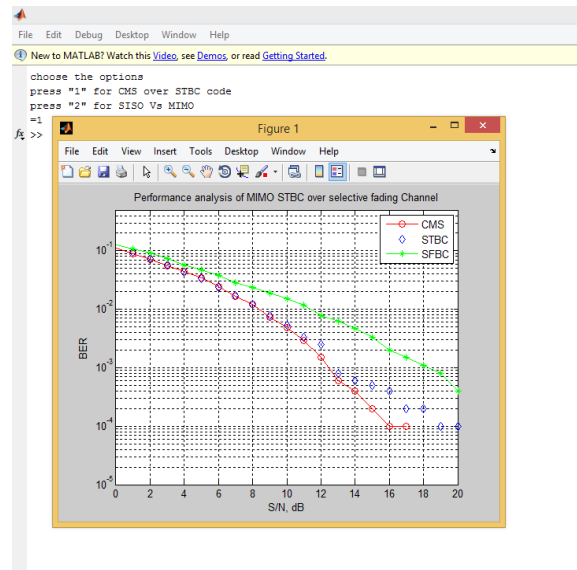 File Edit Debug Desktop Window Help
New to MATLAB? Watch this Video, see Demos, or read Getting Started.
choose the options
press "1" for CMS over STBC code
press "2" for SISO Vs MIMO
=1
fx >>
Figure 1
File Edit View Insert Tools Desktop Window Help
Performance analysis of MIMO STBC over selective fading Channel
CMS
STBC
SFBC
10^-1
10^-2
10^-3
10^-4
10^-5
BER
0 2 4 6 8 10 12 14 16 18 20
S/N, dB